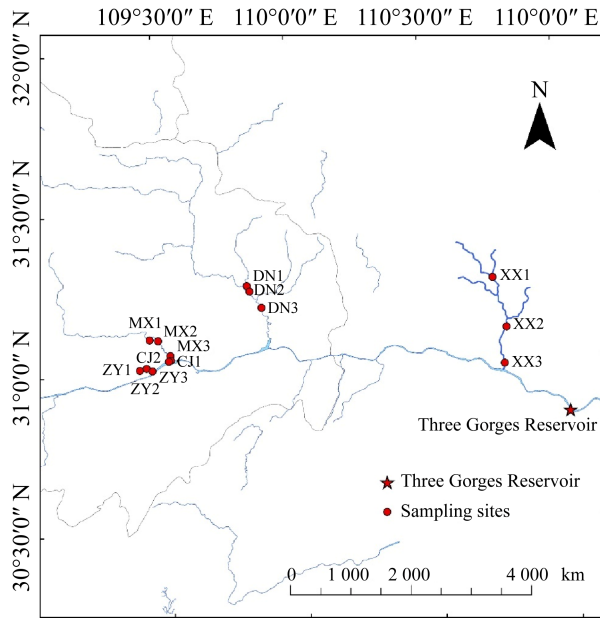 109°30′0″ E 110°0′0″ E 110°30′0″ E 110°0′0″ E
32°0′0″ N
N
31°30′0″ N
XX1
DN1
DN2
DN3
MX1
MX2
XX2
MX3
CJ2
CJ1
XX3
ZY1
ZY3
ZY2
31°0′0″ N
Three Gorges Reservoir
Three Gorges Reservoir
Sampling sites
30°30′0″ N
0 1 000 2 000 4 000 km